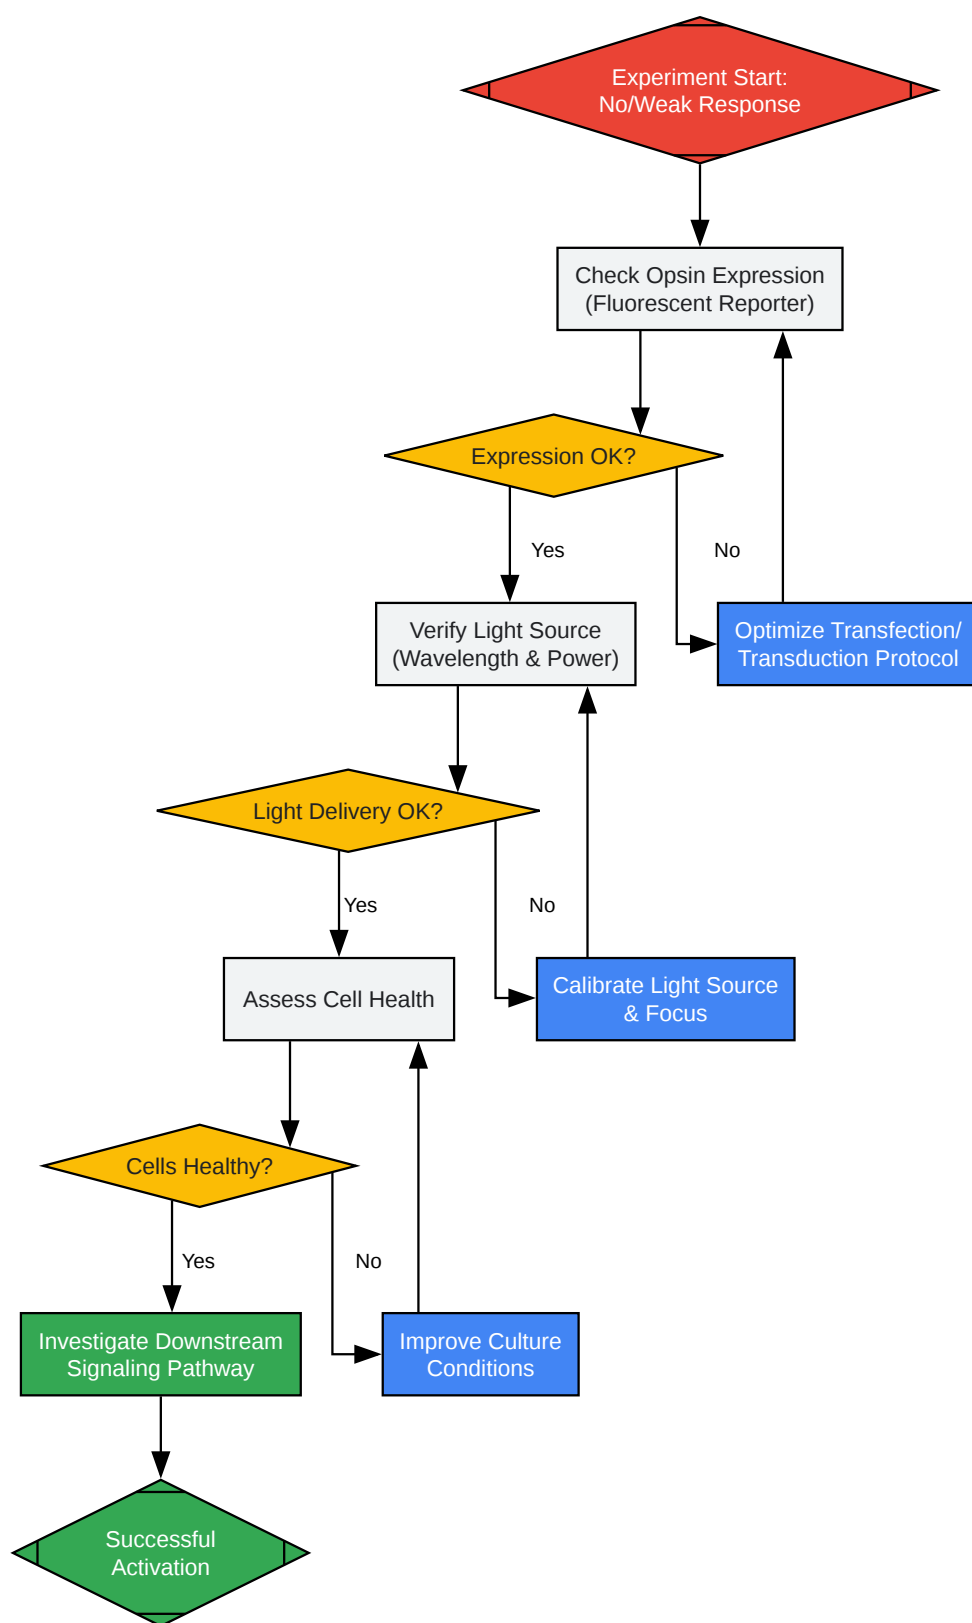 Experiment Start:
No/Weak Response
Check Opsin Expression
(Fluorescent Reporter)
Expression OK?
Yes
No
Verify Light Source
(Wavelength & Power)
Optimize Transfection/
Transduction Protocol
Light Delivery OK?
Yes
No
Assess Cell Health
Calibrate Light Source
& Focus
Cells Healthy?
Yes
No
Investigate Downstream
Signaling Pathway
Improve Culture
Conditions
Successful
Activation